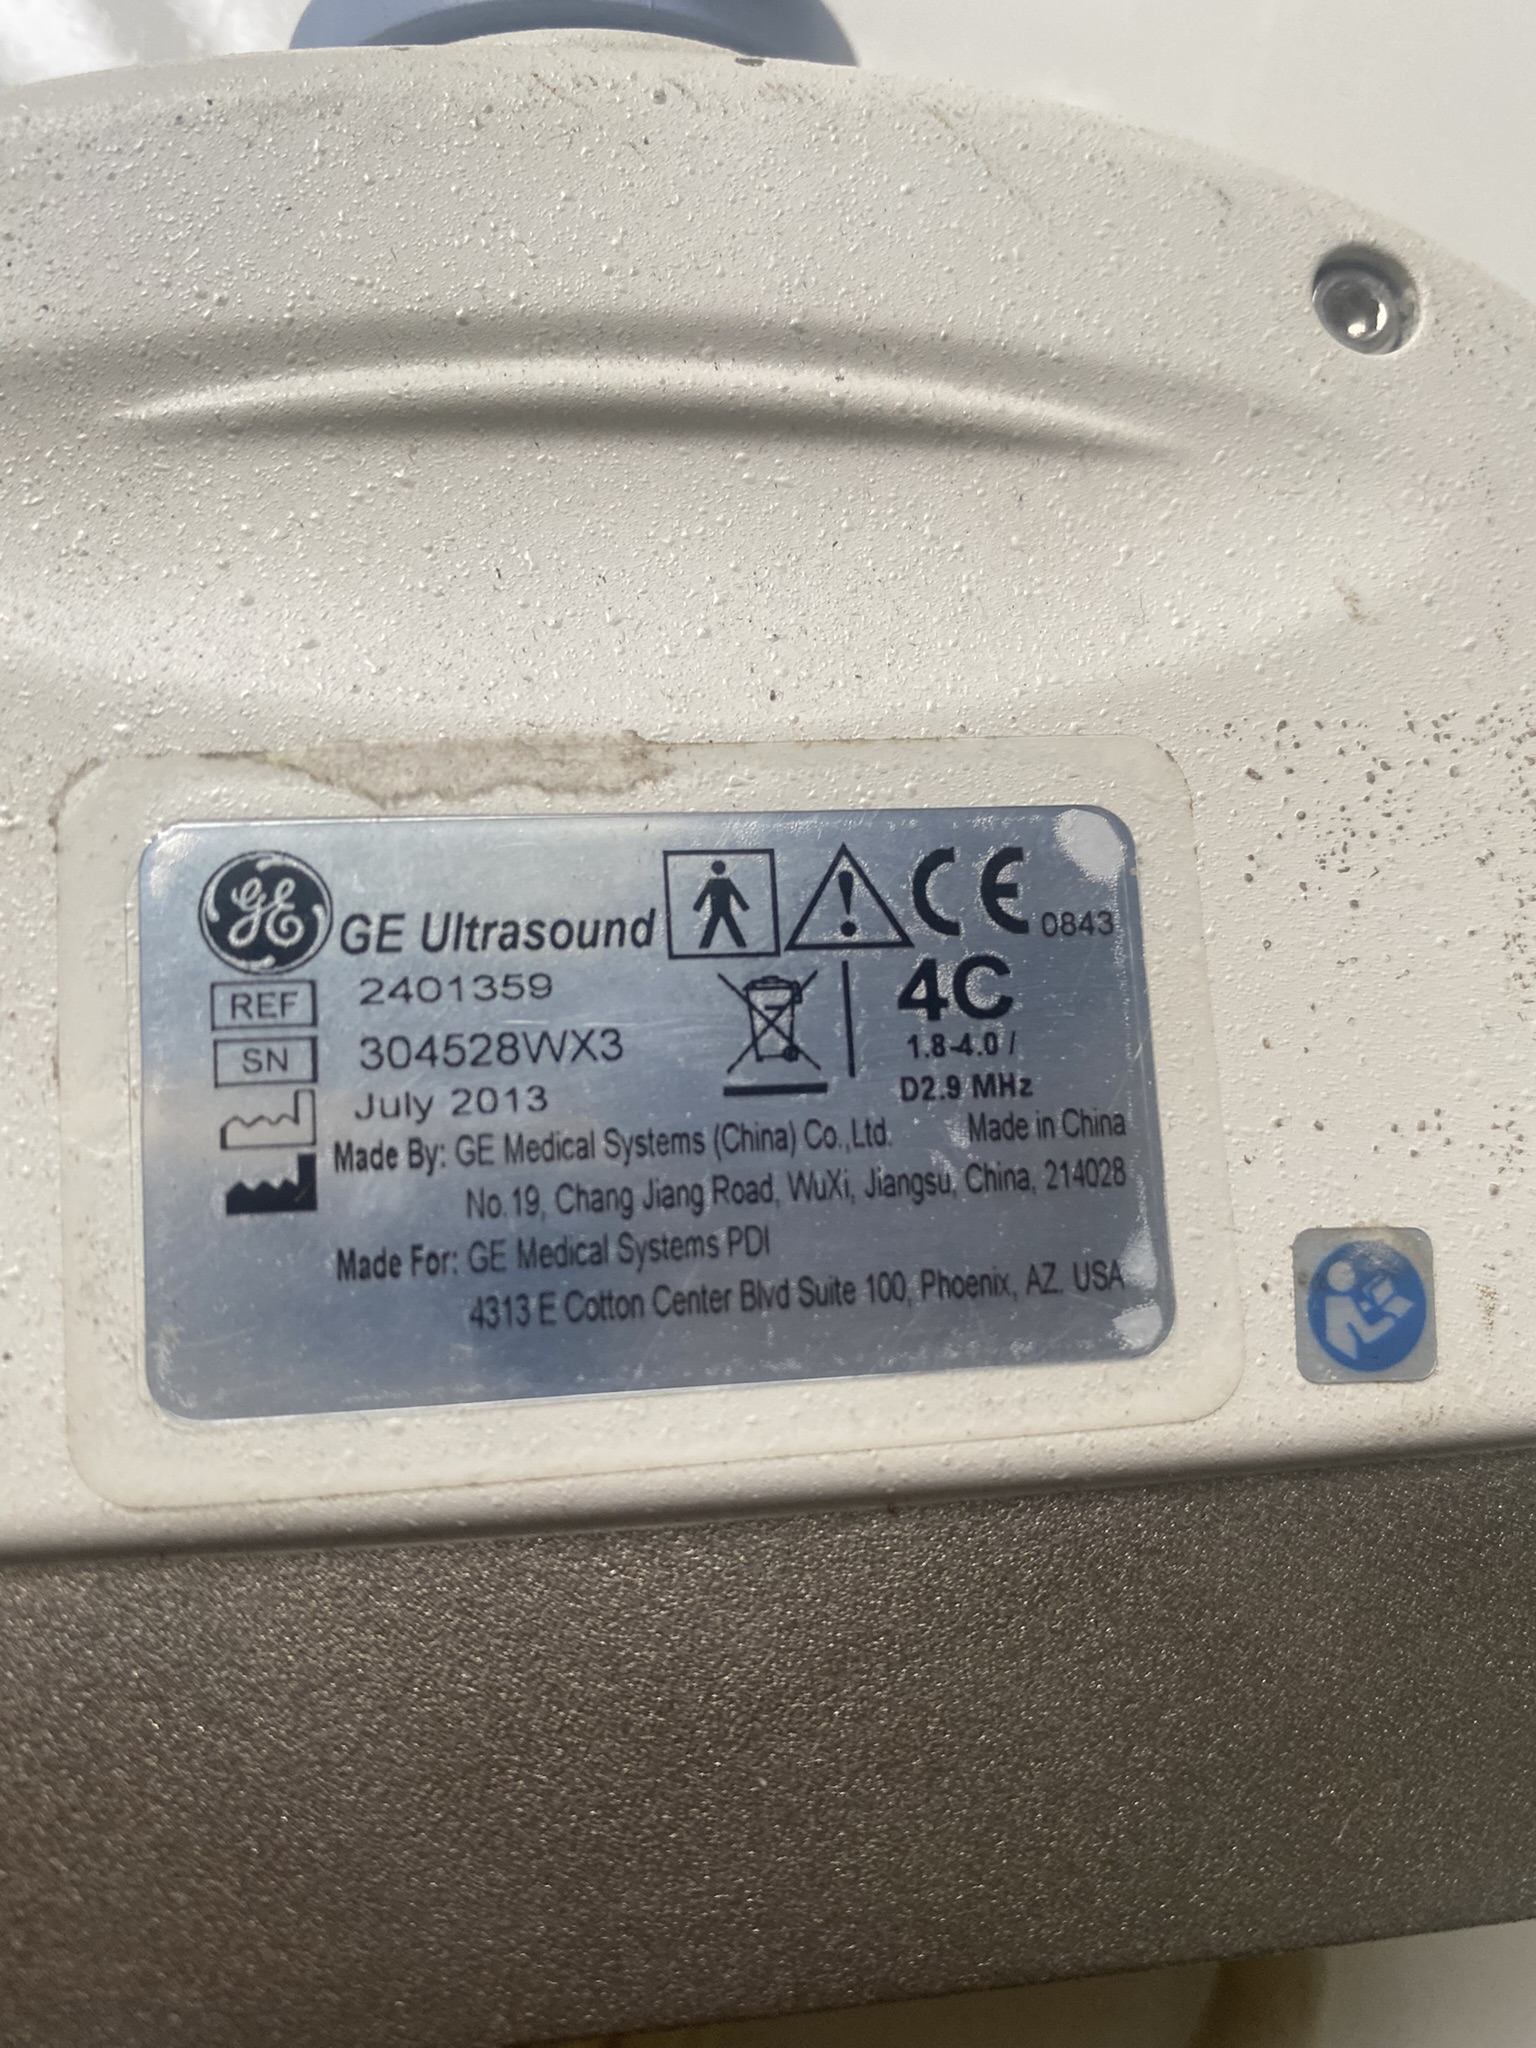 GE GE Ultrasound CE 0843
REF 2401359
4C
SN 304528WX3
1.8-4.0 /
July 2013
D2.9 MHz
Made By: GE Medical Systems (China) Co.,Ltd. Made in China
No.19, Chang Jiang Road, WuXi, Jiangsu, China, 214028
Made For: GE Medical Systems PDI
4313 E Cotton Center Blvd Suite 100, Phoenix, AZ. USA